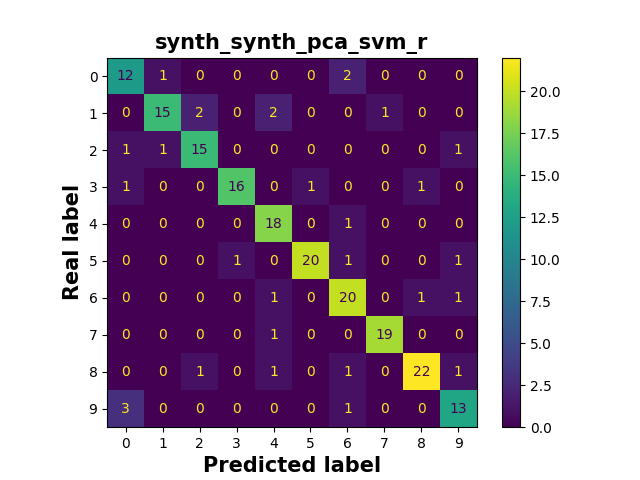 synth_synth_pca_svm_r
0 12 1 0 0 0 0 2 0 0 0
1 0 15 2 0 2 0 0 1 0 0
2 1 1 15 0 0 0 0 0 0 1
3 1 0 0 16 0 1 0 0 1 0
4 0 0 0 0 18 0 1 0 0 0
5 0 0 0 1 0 20 1 0 0 1
6 0 0 0 0 1 0 20 0 1 1
7 0 0 0 0 1 0 0 19 0 0
8 0 0 1 0 1 0 1 0 22 1
9 3 0 0 0 0 0 1 0 0 13
0 1 2 3 4 5 6 7 8 9
Real label
Predicted label
20.0
17.5
15.0
12.5
10.0
7.5
5.0
2.5
0.0